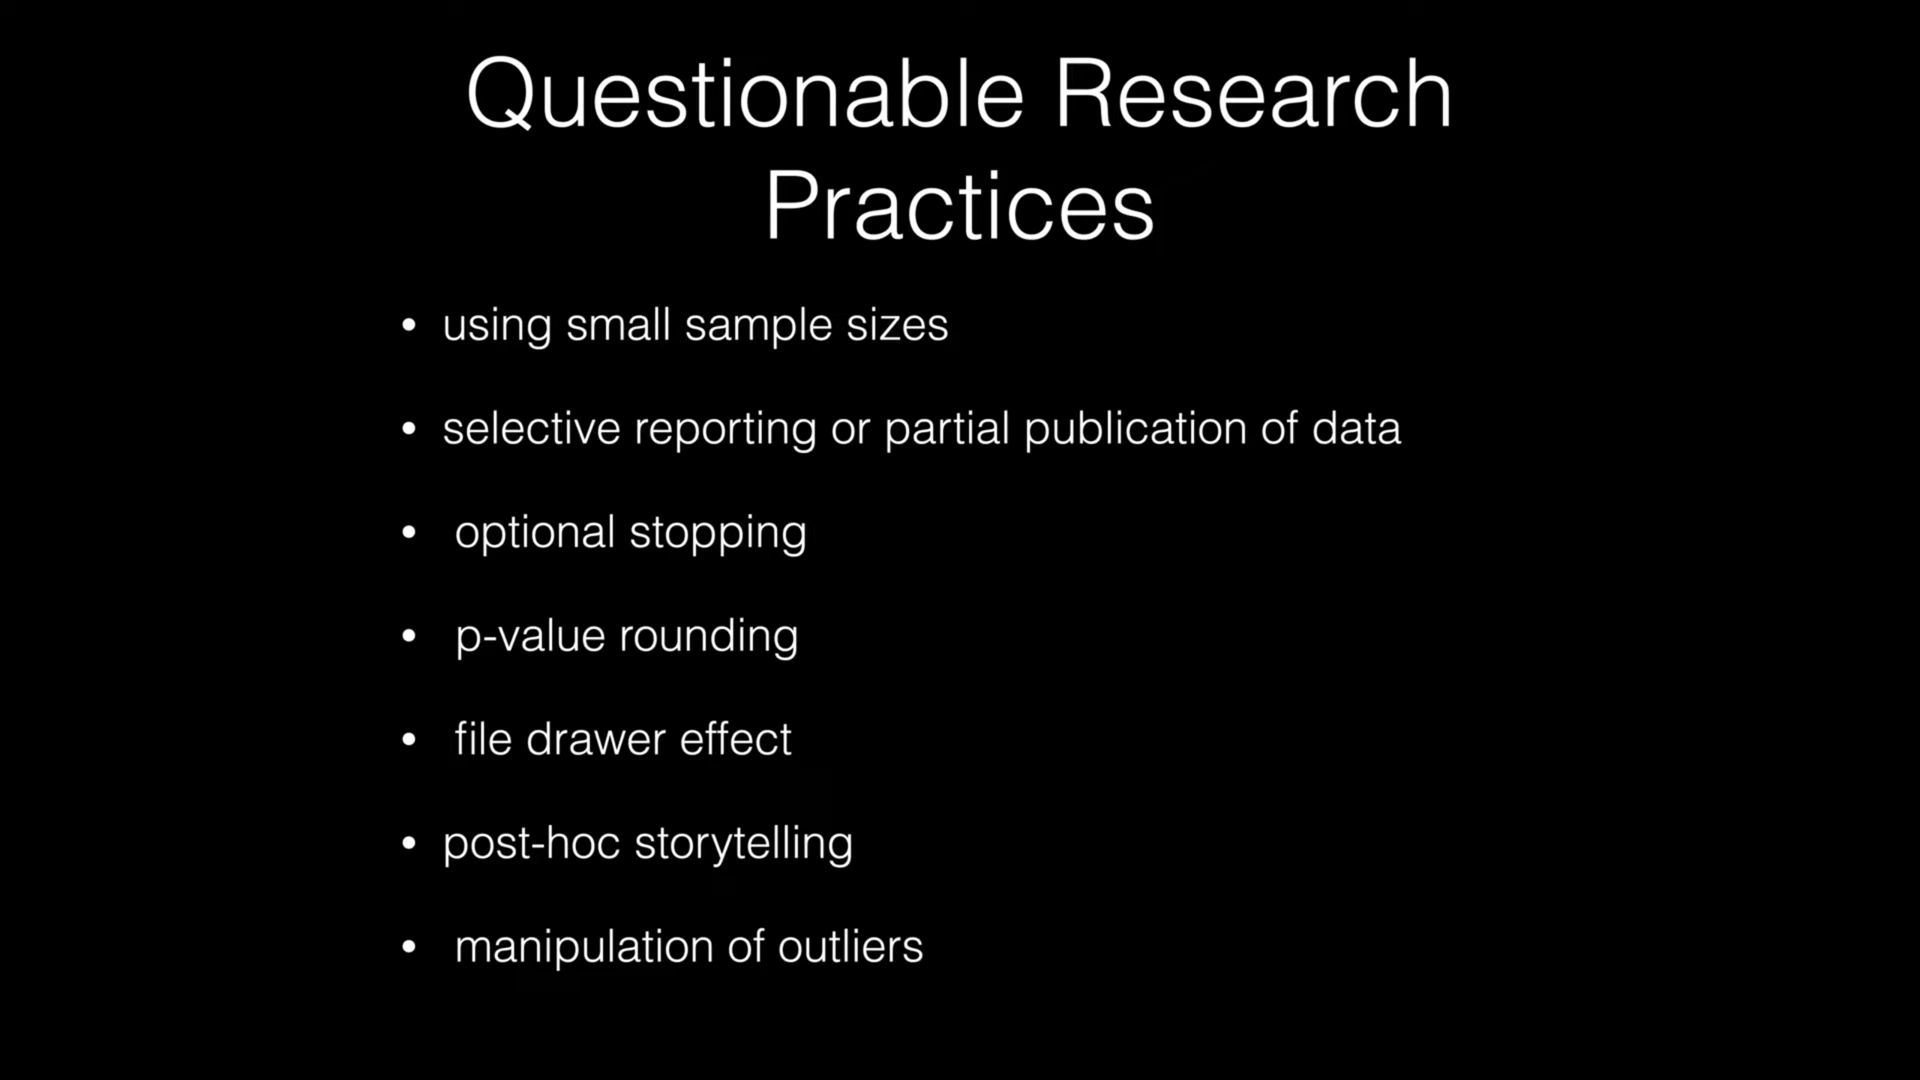 Questionable Research
Practices
• using small sample sizes
• selective reporting or partial publication of data
• optional stopping
• p-value rounding
• file drawer effect
• post-hoc storytelling
• manipulation of outliers